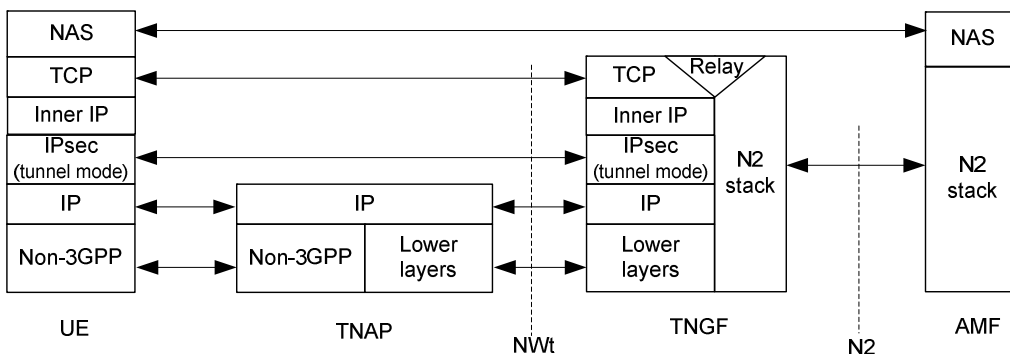 NAS
NAS
TCP
TCP
Relay
Inner IP
Inner IP
IPsec
(tunnel mode)
IPsec
(tunnel mode)
N2
stack
N2
stack
IP
IP
IP
Non-3GPP
Non-3GPP
Lower
layers
Lower
layers
UE
TNAP
NWt
TNGF
N2
AMF